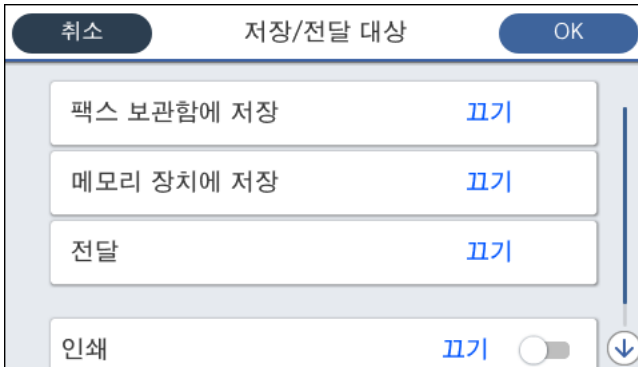 취소 저장/전달 대상 OK
팩스 보관함에 저장 끄기
메모리 장치에 저장 끄기
전달 끄기
인쇄 끄기